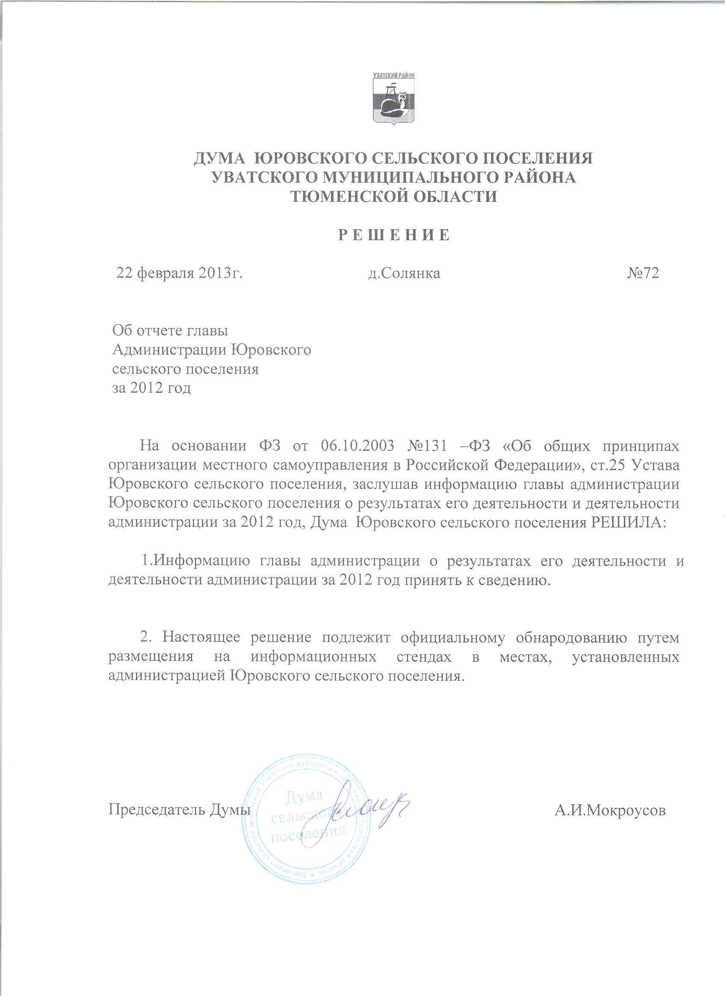 УВАТСКИЙ РАЙОН
ДУМА ЮРОВСКОГО СЕЛЬСКОГО ПОСЕЛЕНИЯ
УВАТСКОГО МУНИЦИПАЛЬНОГО РАЙОНА
ТЮМЕНСКОЙ ОБЛАСТИ
Р Е Ш Е Н И Е
22 февраля 2013г. д.Солянка №72
Об отчете главы
Администрации Юровского
сельского поселения
за 2012 год
На основании ФЗ от 06.10.2003 №131 –ФЗ «Об общих принципах
организации местного самоуправления в Российской Федерации», ст.25 Устава
Юровского сельского поселения, заслушав информацию главы администрации
Юровского сельского поселения о результатах его деятельности и деятельности
администрации за 2012 год, Дума Юровского сельского поселения РЕШИЛА:
1.Информацию главы администрации о результатах его деятельности и
деятельности администрации за 2012 год принять к сведению.
2. Настоящее решение подлежит официальному обнародованию путем
размещения на информационных стендах в местах, установленных
администрацией Юровского сельского поселения.
Председатель Думы А.И.Мокроусов
Дума
сельского
поселения
Юровское сельское поселение Уватского муниципального области *